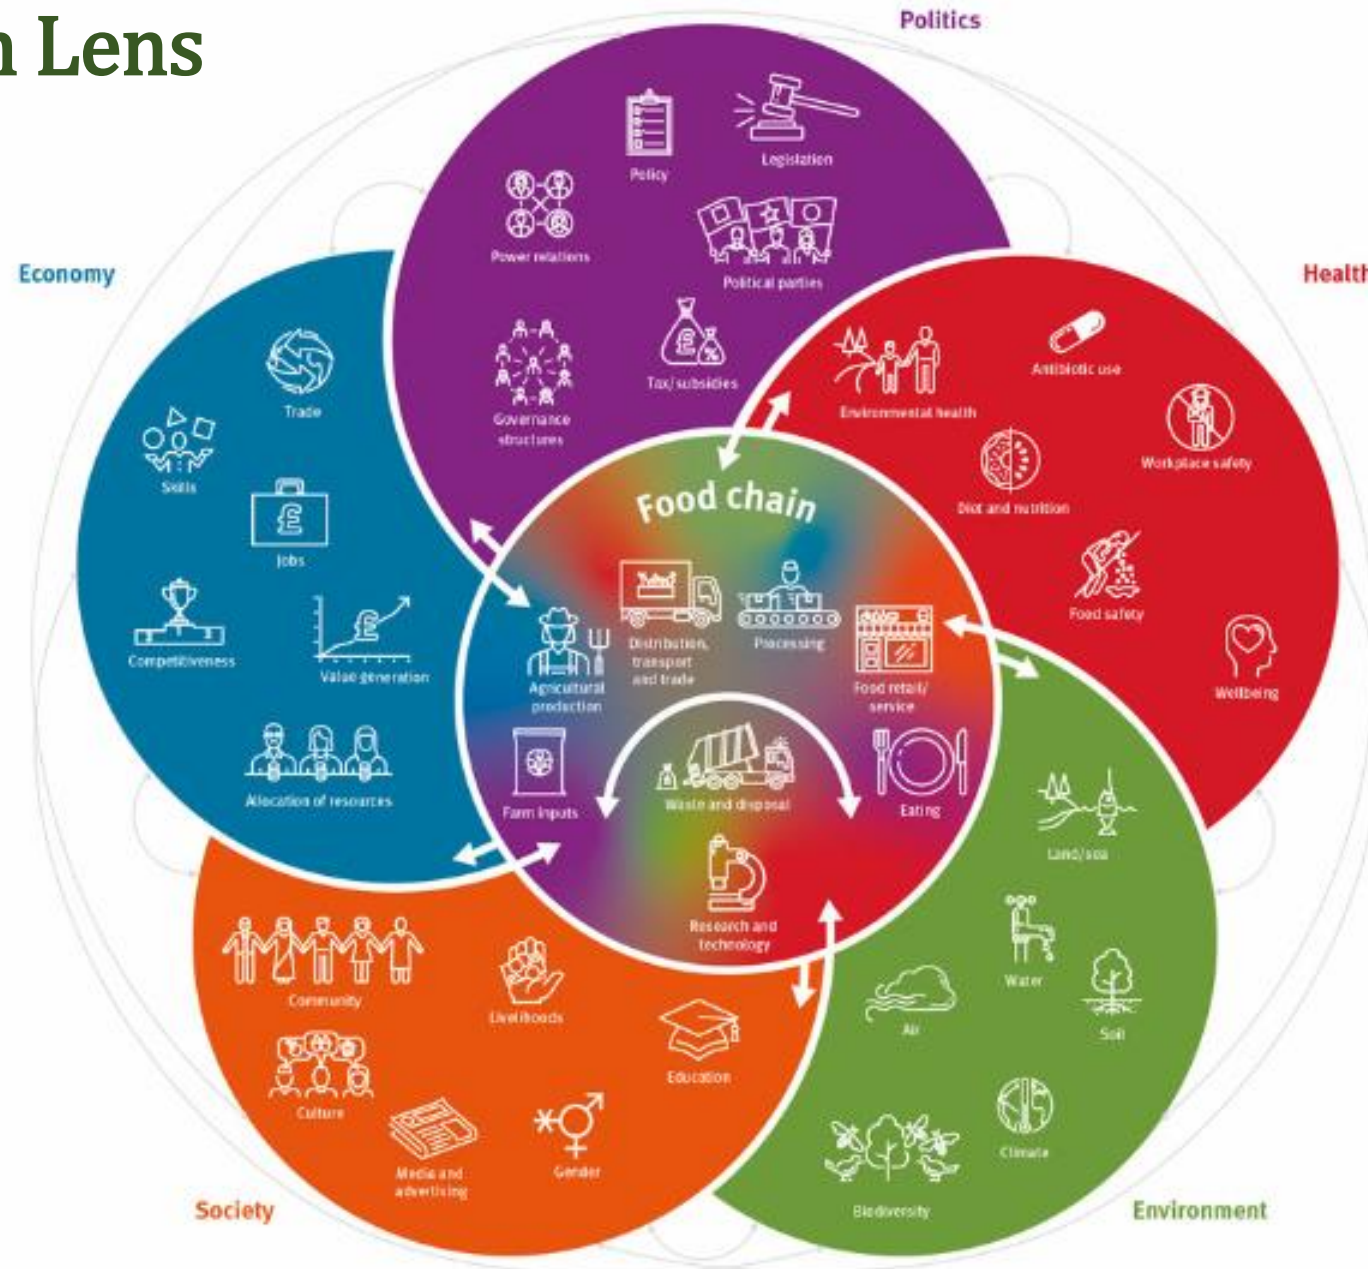 n Lens
Politics
Policy
Legislation
Power relations
Political parties
Governance
structures
Tax/subsidies
Economy
Trade
Skills
£
Jobs
Competitiveness
£
Value generation
Allocation of resources
Health
Environmental health
Antibiotic use
Workplace safety
Diet and nutrition
Food safety
Wellbeing
£
%
Food chain
Distribution,
transport
and trade
Processing
Agricultural
production
Food retail/
service
Farm inputs
Waste and disposal
Eating
Research and
technology
Society
Community
Livelihoods
Education
Culture
Media and
advertising
Gender
Environment
Land/sea
Water
Air
Soil
Climate
Biodiversity